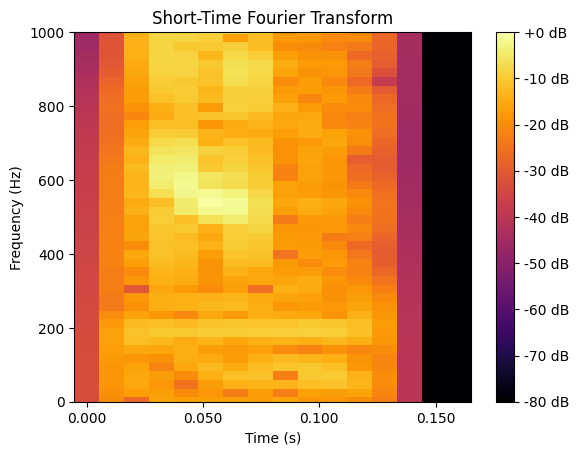 Short-Time Fourier Transform
1000
800
600
400
200
0
Frequency (Hz)
0.000
0.050
0.100
0.150
Time (s)
+0 dB
-10 dB
-20 dB
-30 dB
-40 dB
-50 dB
-60 dB
-70 dB
-80 dB